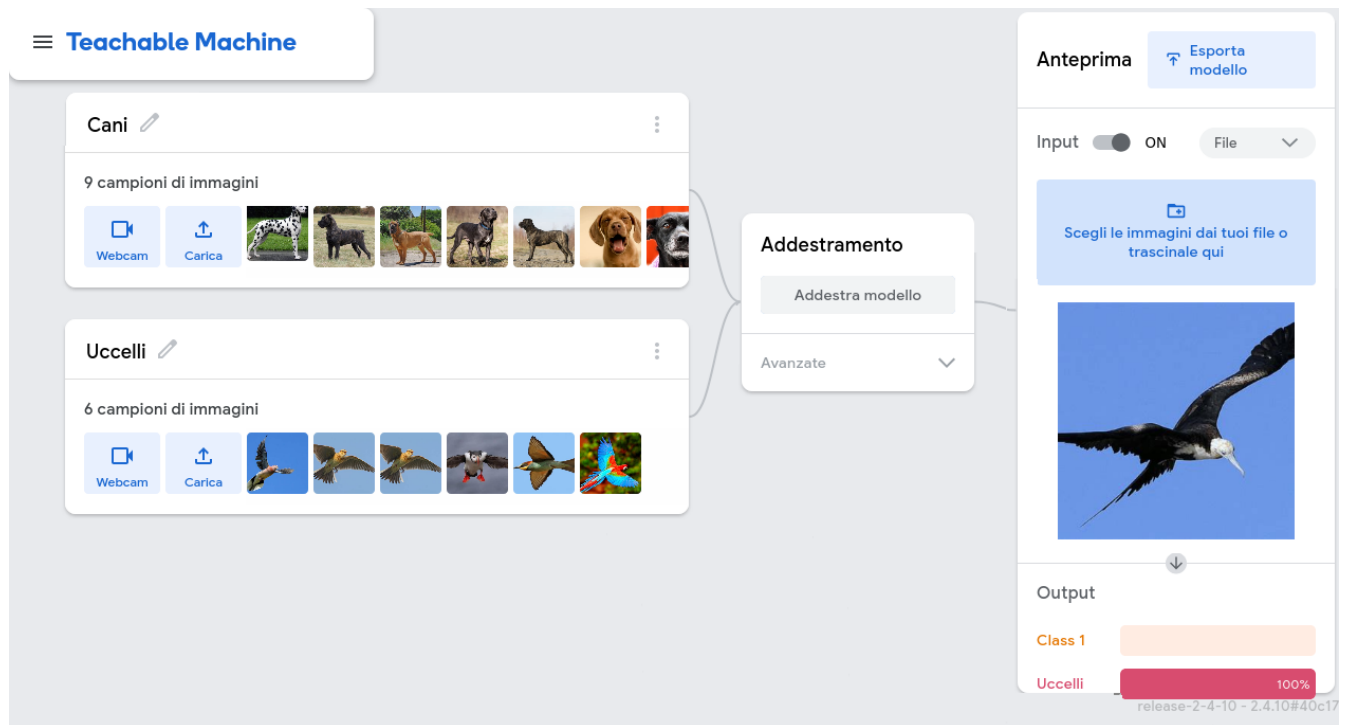 Teachable Machine
Cani
9 campioni di immagini
Webcam
Carica
Uccelli
6 campioni di immagini
Webcam
Carica
Addestramento
Addestra modello
Avanzate
Anteprima
Esporta
modello
Input
ON
File
Scegli le immagini dai tuoi file o
trascinale qui
Output
Class 1
Uccelli
100%
release-2-4-10 - 2.4.10#40c17